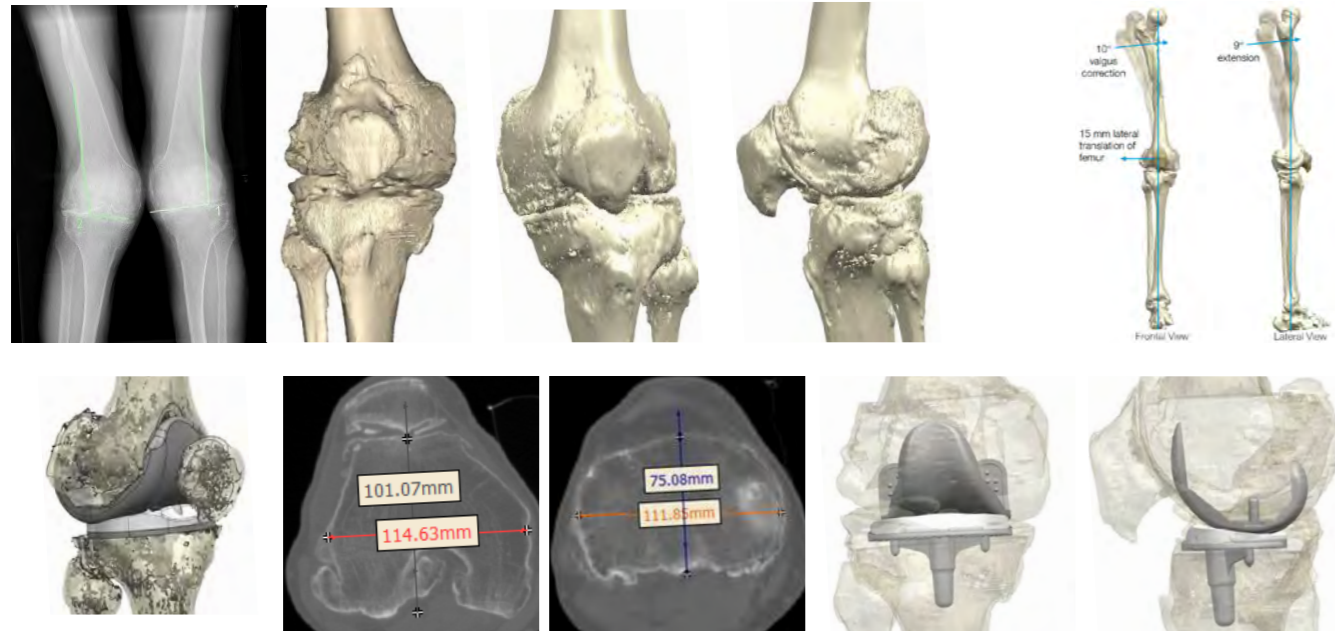 10°
valgus
correction
9°
extension
15 mm lateral
translation of
femur
Frontal View
Lateral View
101.07mm
114.63mm
75.08mm
111.85mm